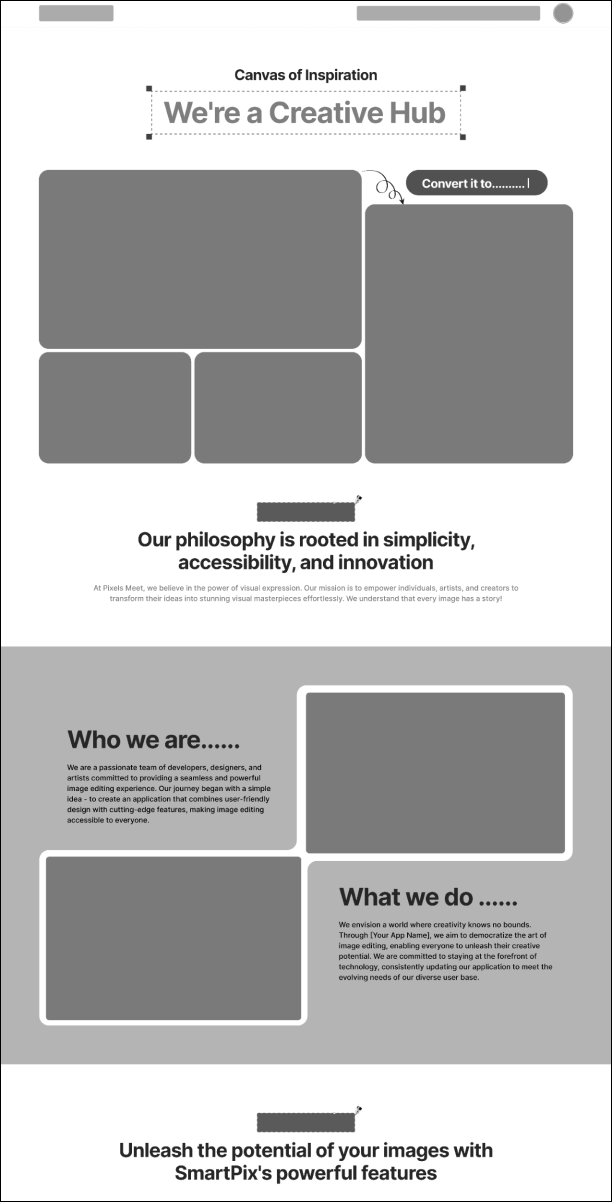 Canvas of Inspiration
We're a Creative Hub
Convert it to..........|
Our philosophy is rooted in simplicity,
accessibility, and innovation
At Pixels Meet, we believe in the power of visual expression. Our mission is to empower individuals, artists, and creators to
transform their ideas into stunning visual masterpieces effortlessly. We understand that every image has a story!
Who we are......
We are a passionate team of developers, designers, and
artists committed to providing a seamless and powerful
image editing experience. Our journey began with a simple
idea - to create an application that combines user-friendly
design with cutting-edge features, making image editing
accessible to everyone.
What we do ......
We envision a world where creativity knows no bounds.
Through [Your App Name], we aim to democratize the art of
image editing, enabling everyone to unleash their creative
potential. We are committed to staying at the forefront of
technology, consistently updating our application to meet the
evolving needs of our diverse user base.
Unleash the potential of your images with
SmartPix's powerful features